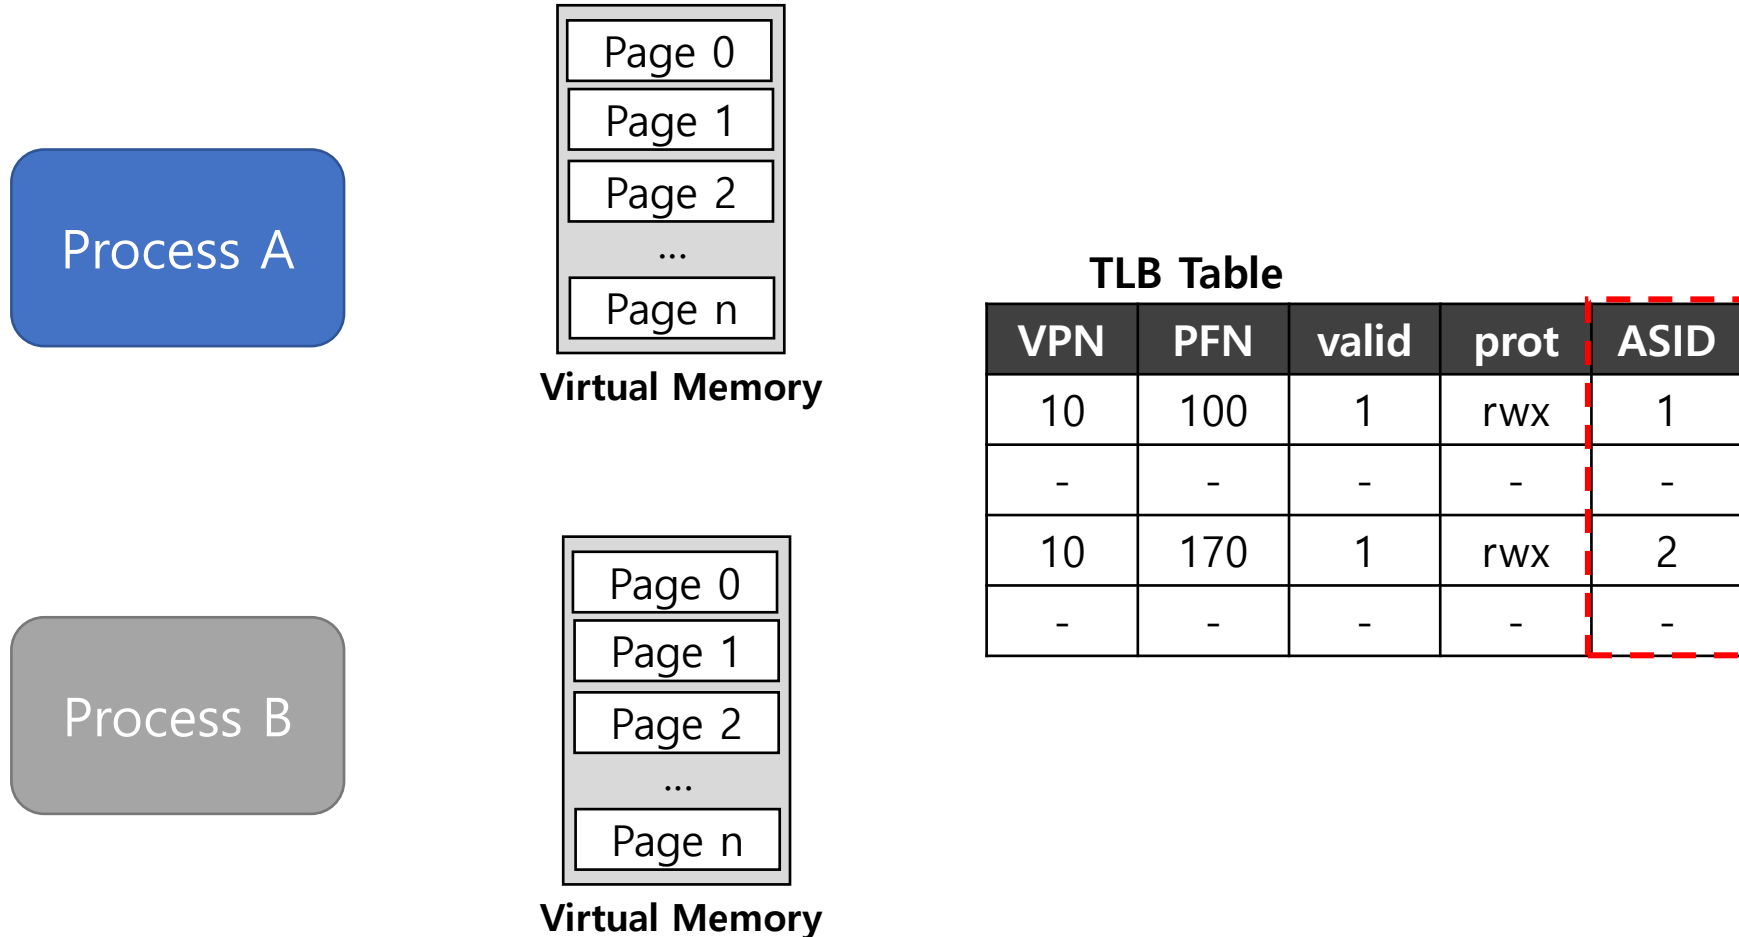 Process A
Page 0
Page 1
Page 2
...
Page n
Virtual Memory
Process B
Page 0
Page 1
Page 2
...
Page n
Virtual Memory
TLB Table
VPN PFN valid prot ASID
10 100 1 rwx 1
- - - - -
10 170 1 rwx 2
- - - - -